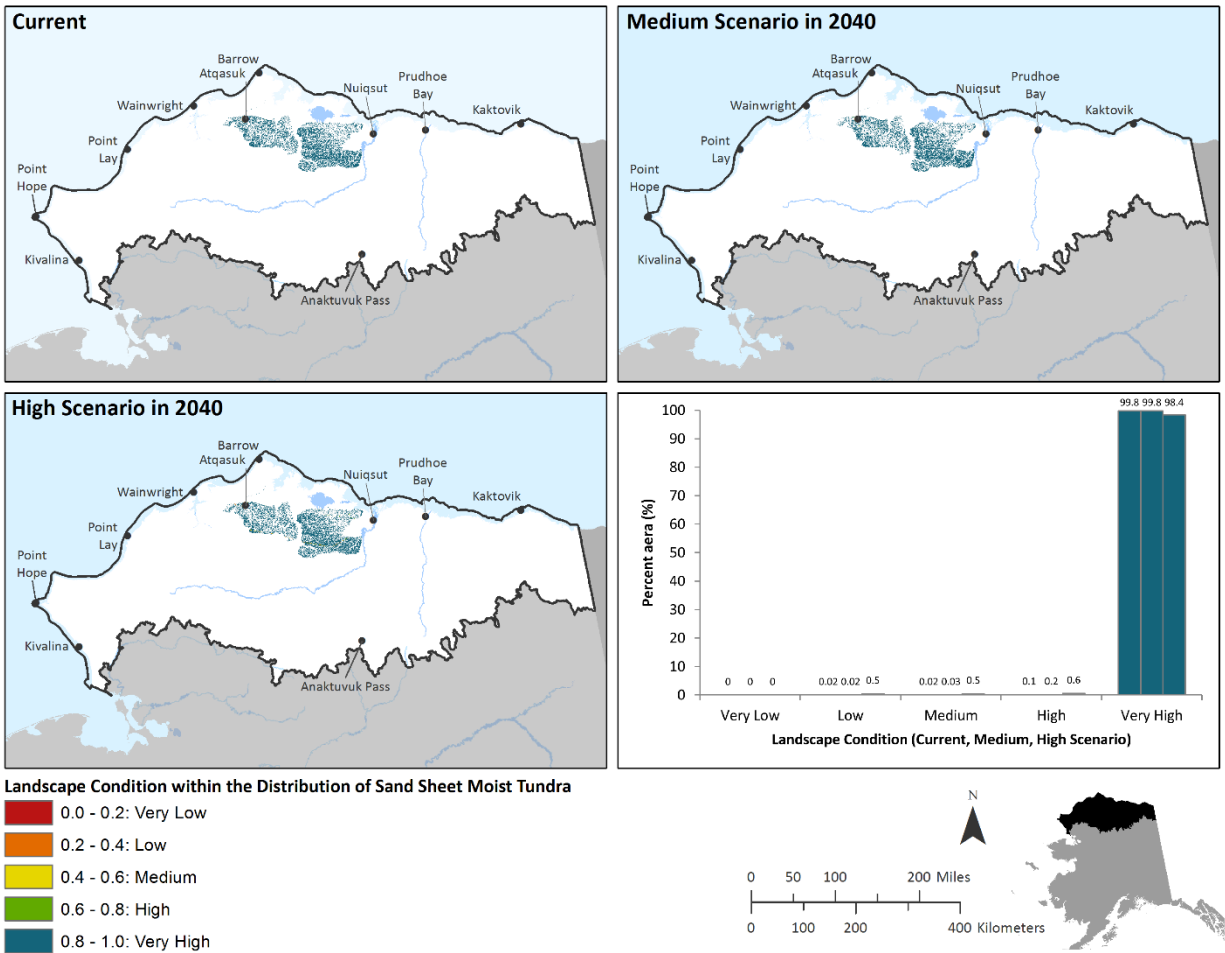 Current
Barrow
Atqasuk
Wainwright
Nuiqsut
Prudhoe
Bay
Kaktovik
Point
Lay
Point
Hope
Kivalina
Anaktuvuk Pass
Medium Scenario in 2040
Barrow
Atqasuk
Wainwright
Nuiqsut
Prudhoe
Bay
Kaktovik
Point
Lay
Point
Hope
Kivalina
Anaktuvuk Pass
High Scenario in 2040
Barrow
Atqasuk
Wainwright
Nuiqsut
Prudhoe
Bay
Kaktovik
Point
Lay
Point
Hope
Kivalina
Anaktuvuk Pass
Percent aera (%)
100
90
80
70
60
50
40
30
20
10
0
0 0 0
0.02 0.02 0.5
0.02 0.03 0.5
0.1 0.2 0.6
99.8 99.8 98.4
Very Low Low Medium High Very High
Landscape Condition (Current, Medium, High Scenario)
Landscape Condition within the Distribution of Sand Sheet Moist Tundra
0.0 - 0.2: Very Low
0.2 - 0.4: Low
0.4 - 0.6: Medium
0.6 - 0.8: High
0.8 - 1.0: Very High
N
0 50 100 200 Miles
0 100 200 400 Kilometers